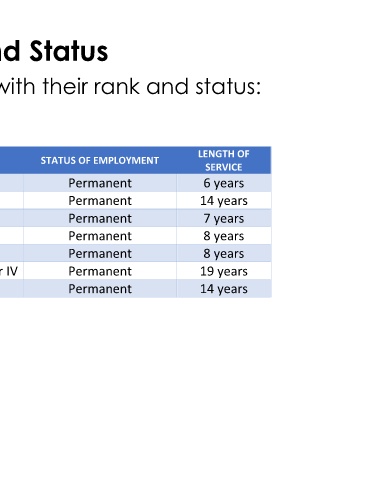 d Status
with their rank and status:
STATUS OF EMPLOYMENT LENGTH OF SERVICE
Permanent 6 years
Permanent 14 years
Permanent 7 years
Permanent 8 years
Permanent 8 years
r IV Permanent 19 years
Permanent 14 years